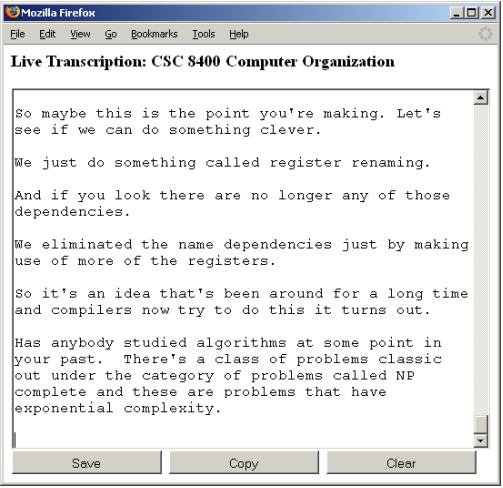 Mozilla Firefox
File Edit View Go Bookmarks Tools Help
Live Transcription: CSC 8400 Computer Organization
So maybe this is the point you're making. Let's
see if we can do something clever.
We just do something called register renaming.
And if you look there are no longer any of those
dependencies.
We eliminated the name dependencies just by making
use of more of the registers.
So it's an idea that's been around for a long time
and compilers now try to do this it turns out.
Has anybody studied algorithms at some point in
your past.  There's a class of problems classic
out under the category of problems called NP
complete and these are problems that have
exponential complexity.
Save Copy Clear